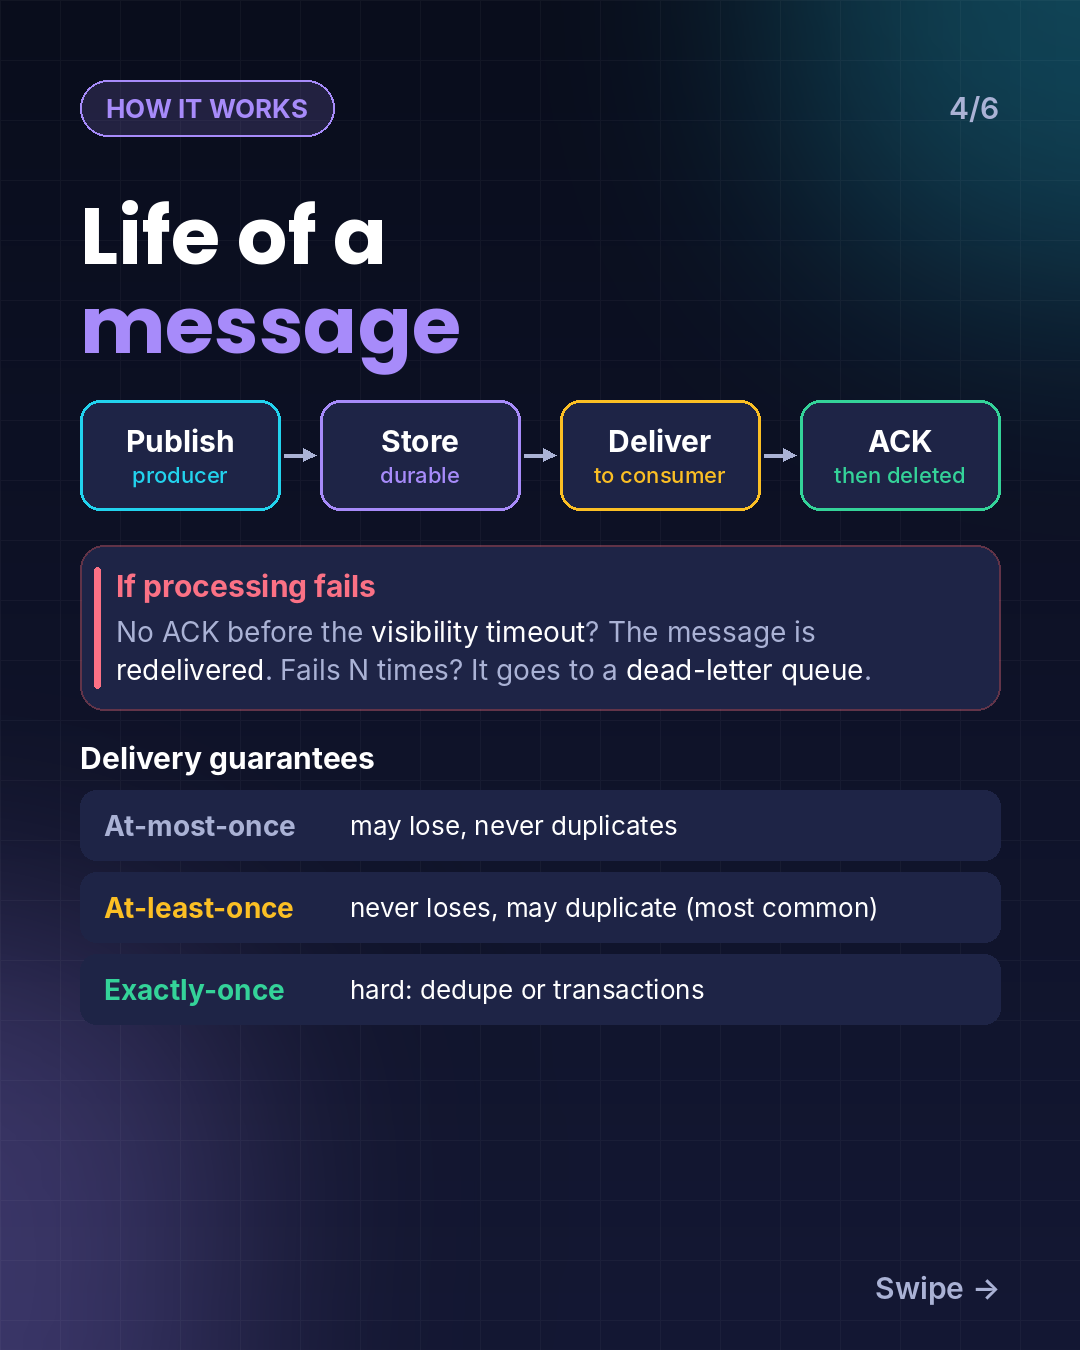 HOW IT WORKS
4/6
Life of a
message
Publish
producer
Store
durable
Deliver
to consumer
ACK
then deleted
If processing fails
No ACK before the visibility timeout? The message is
redelivered. Fails N times? It goes to a dead-letter queue.
Delivery guarantees
At-most-once may lose, never duplicates
At-least-once never loses, may duplicate (most common)
Exactly-once hard: dedupe or transactions
Swipe →